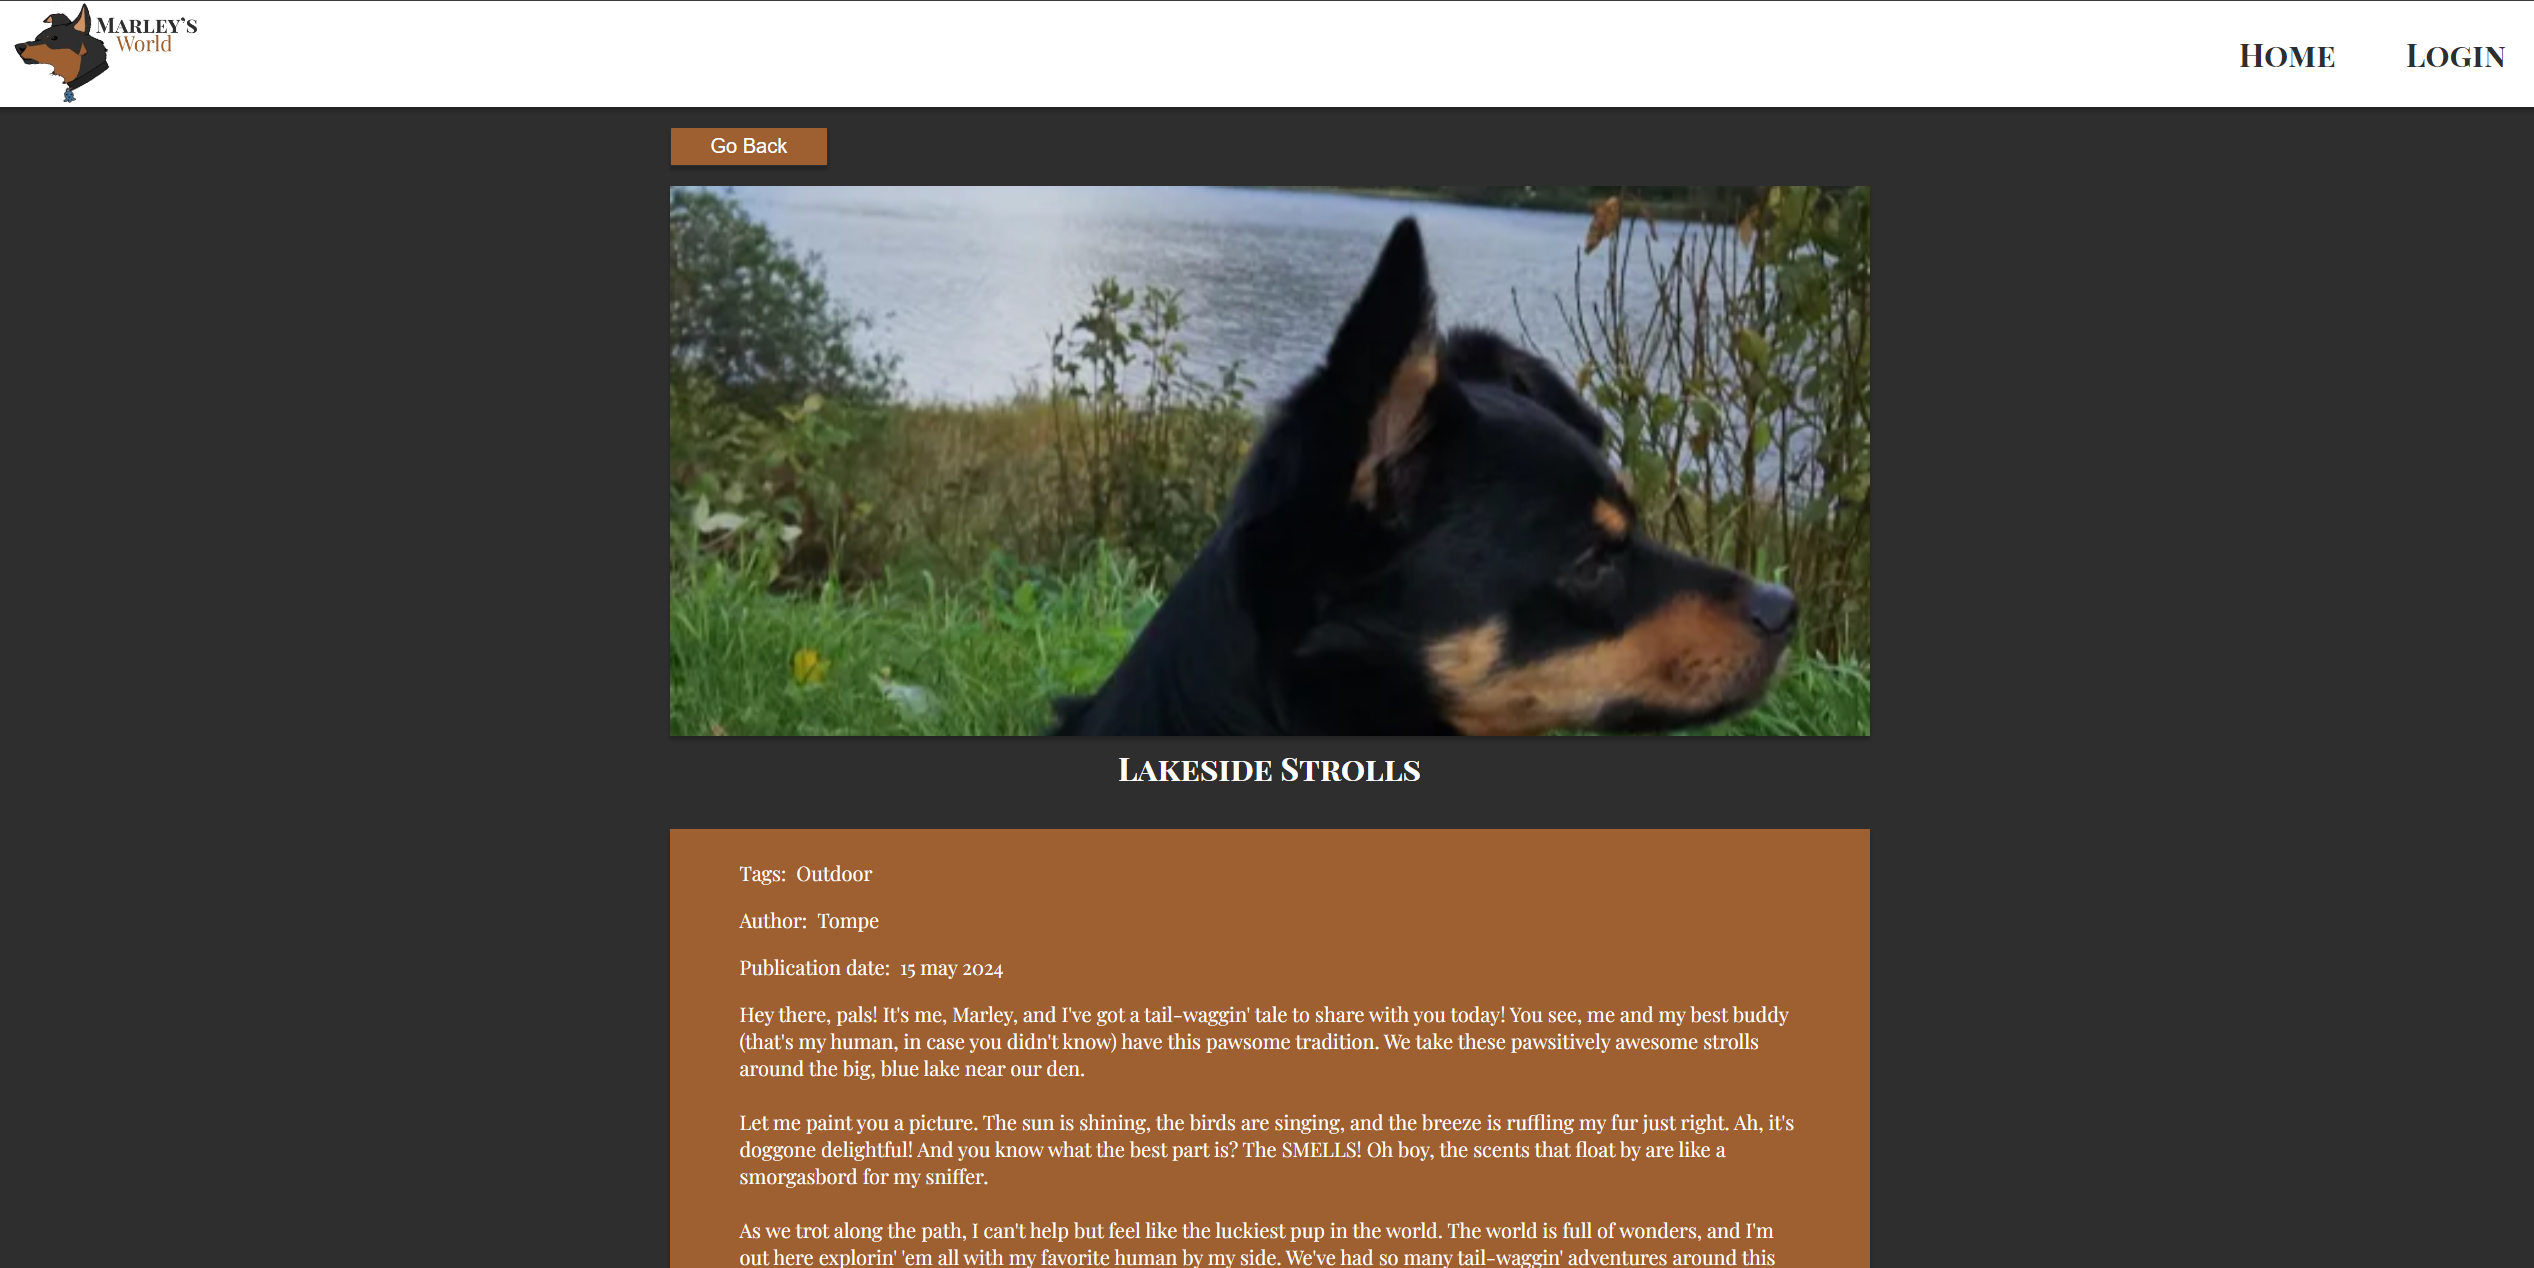 MARLEY'S
World
HOME
LOGIN
Go Back
LAKESIDE STROLLS
Tags: Outdoor
Author: Tompe
Publication date: 15 may 2024
Hey there, pals! It's me, Marley, and I've got a tail-waggin' tale to share with you today! You see, me and my best buddy
(that's my human, in case you didn't know) have this pawsome tradition. We take these pawsitively awesome strolls
around the big, blue lake near our den.
Let me paint you a picture. The sun is shining, the birds are singing, and the breeze is ruffling my fur just right. Ah, it's
doggone delightful! And you know what the best part is? The SMELLS! Oh boy, the scents that float by are like a
smorgasbord for my sniffer.
As we trot along the path, I can't help but feel like the luckiest pup in the world. The world is full of wonders, and I'm
out here explorin' 'em all with my favorite human by my side. We've had so many tail-waggin' adventures around this